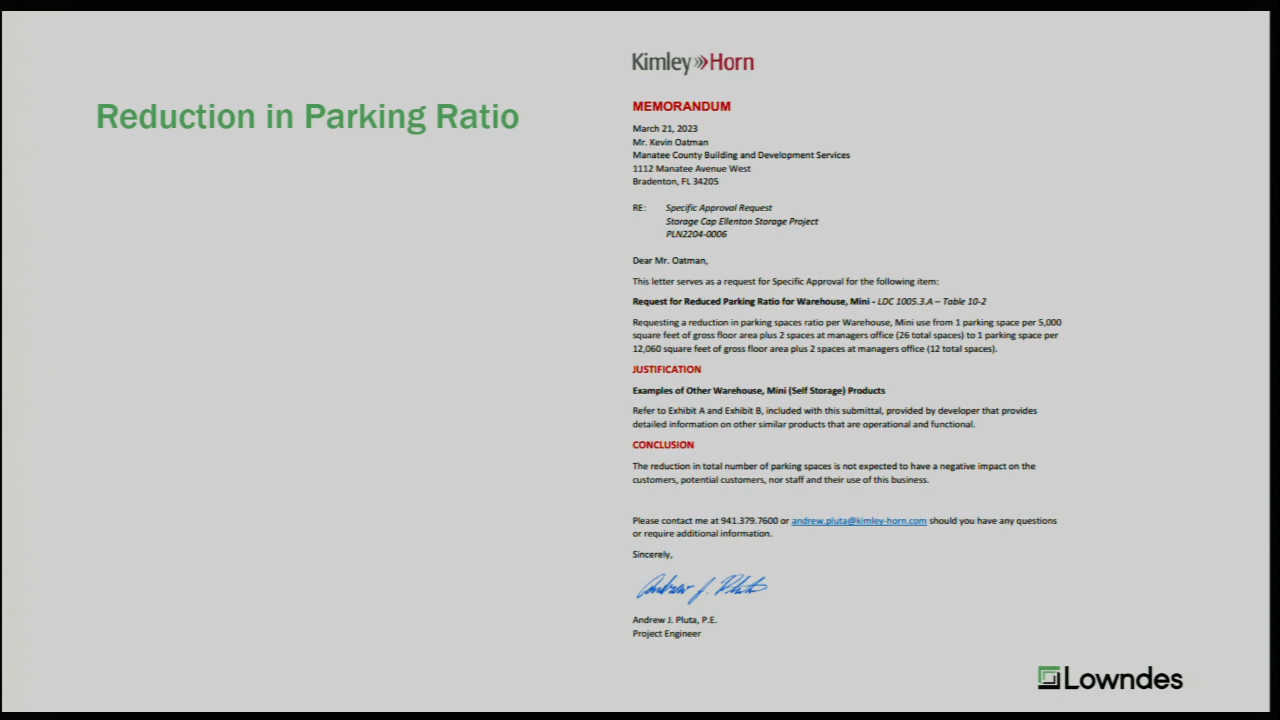 Reduction in Parking Ratio
Kimley»Horn
MEMORANDUM
March 21, 2023
Mr. Kevin Oatman
Manatee County Building and Development Services
1112 Manatee Avenue West
Bradenton, FL 34205
RE: Specific Approval Request
Storage Cap Ellenton Storage Project
PLN2204-0006
Dear Mr. Oatman,
This letter serves as a request for Specific Approval for the following item:
Request for Reduced Parking Ratio for Warehouse, Mini - LDC 1005.3.A – Table 10-2
Requesting a reduction in parking spaces ratio per Warehouse, Mini use from 1 parking space per 5,000
square feet of gross floor area plus 2 spaces at managers office (26 total spaces) to 1 parking space per
12,060 square feet of gross floor area plus 2 spaces at managers office (12 total spaces).
JUSTIFICATION
Examples of Other Warehouse, Mini (Self Storage) Products
Refer to Exhibit A and Exhibit B, included with this submittal, provided by developer that provides
detailed information on other similar products that are operational and functional.
CONCLUSION
The reduction in total number of parking spaces is not expected to have a negative impact on the
customers, potential customers, nor staff and their use of this business.
Please contact me at 941.379.7600 or andrew.pluta@kimley-horn.com should you have any questions
or require additional information.
Sincerely,
Andrew J. Pluta
Andrew J. Pluta, P.E.
Project Engineer
Lowndes